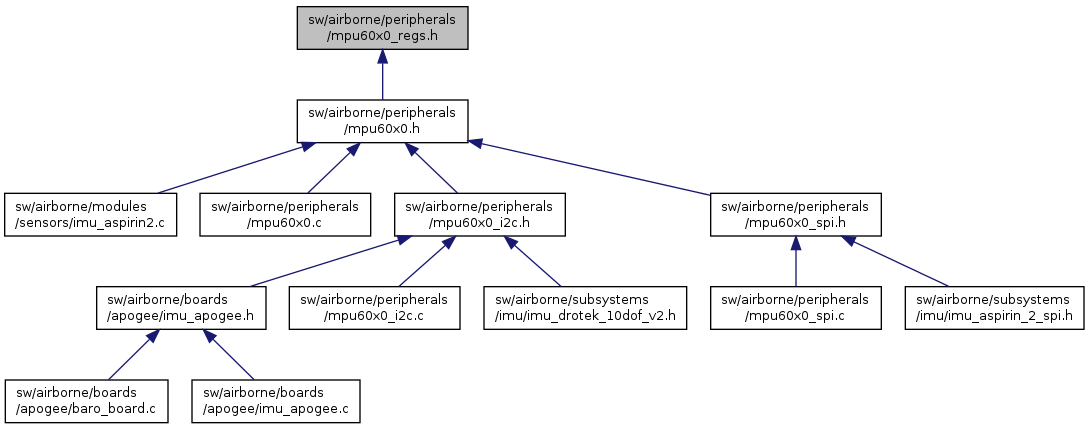 sw/airborne/peripherals
/mpu60x0_regs.h
sw/airborne/peripherals
/mpu60x0.h
sw/airborne/modules
/sensors/imu_aspirin2.c
sw/airborne/peripherals
/mpu60x0.c
sw/airborne/peripherals
/mpu60x0_i2c.h
sw/airborne/peripherals
/mpu60x0_spi.h
sw/airborne/boards
/apogee/imu_apogee.h
sw/airborne/peripherals
/mpu60x0_i2c.c
sw/airborne/subsystems
/imu/imu_drotek_10dof_v2.h
sw/airborne/peripherals
/mpu60x0_spi.c
sw/airborne/subsystems
/imu/imu_aspirin_2_spi.h
sw/airborne/boards
/apogee/baro_board.c
sw/airborne/boards
/apogee/imu_apogee.c